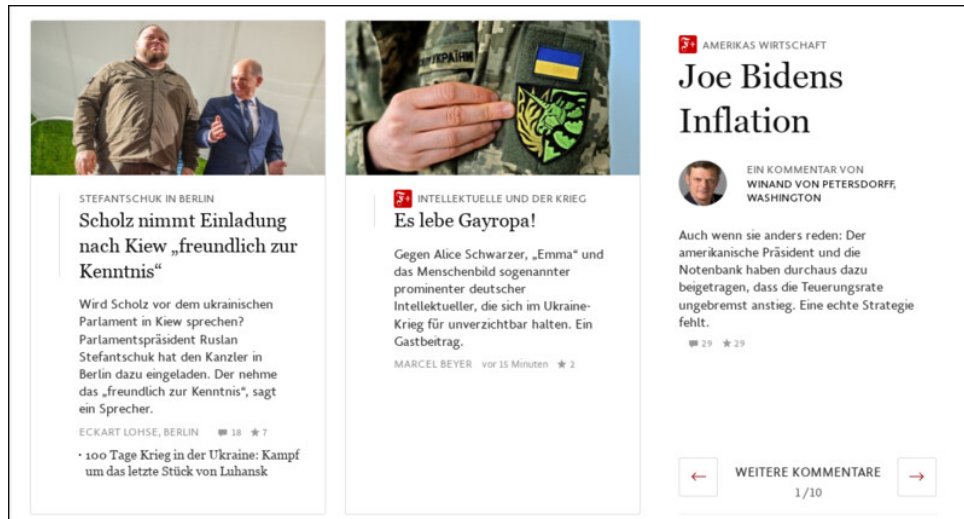 УКРАЇНИ
STEFANTSCHUK IN BERLIN
Scholz nimmt Einladung
nach Kiew „freundlich zur
Kenntnis“
Wird Scholz vor dem ukrainischen
Parlament in Kiew sprechen?
Parlamentspräsident Ruslan
Stefantschuk hat den Kanzler in
Berlin dazu eingeladen. Der nehme
das „freundlich zur Kenntnis“, sagt
ein Sprecher.
ECKART LOHSE, BERLIN 18 7
· 100 Tage Krieg in der Ukraine: Kampf
um das letzte Stück von Luhansk
F+ INTELLEKTUELLE UND DER KRIEG
Es lebe Gayropa!
Gegen Alice Schwarzer, „Emma“ und
das Menschenbild sogenannter
prominenter deutscher
Intellektueller, die sich im Ukraine-
Krieg für unverzichtbar halten. Ein
Gastbeitrag.
MARCEL BEYER vor 15 Minuten 2
F+ AMERIKAS WIRTSCHAFT
Joe Bidens
Inflation
EIN KOMMENTAR VON
WINAND VON PETERSDORFF,
WASHINGTON
Auch wenn sie anders reden: Der
amerikanische Präsident und die
Notenbank haben durchaus dazu
beigetragen, dass die Teuerungsrate
ungebremst anstieg. Eine echte Strategie
fehlt.
29 29
WEITERE KOMMENTARE
1/10